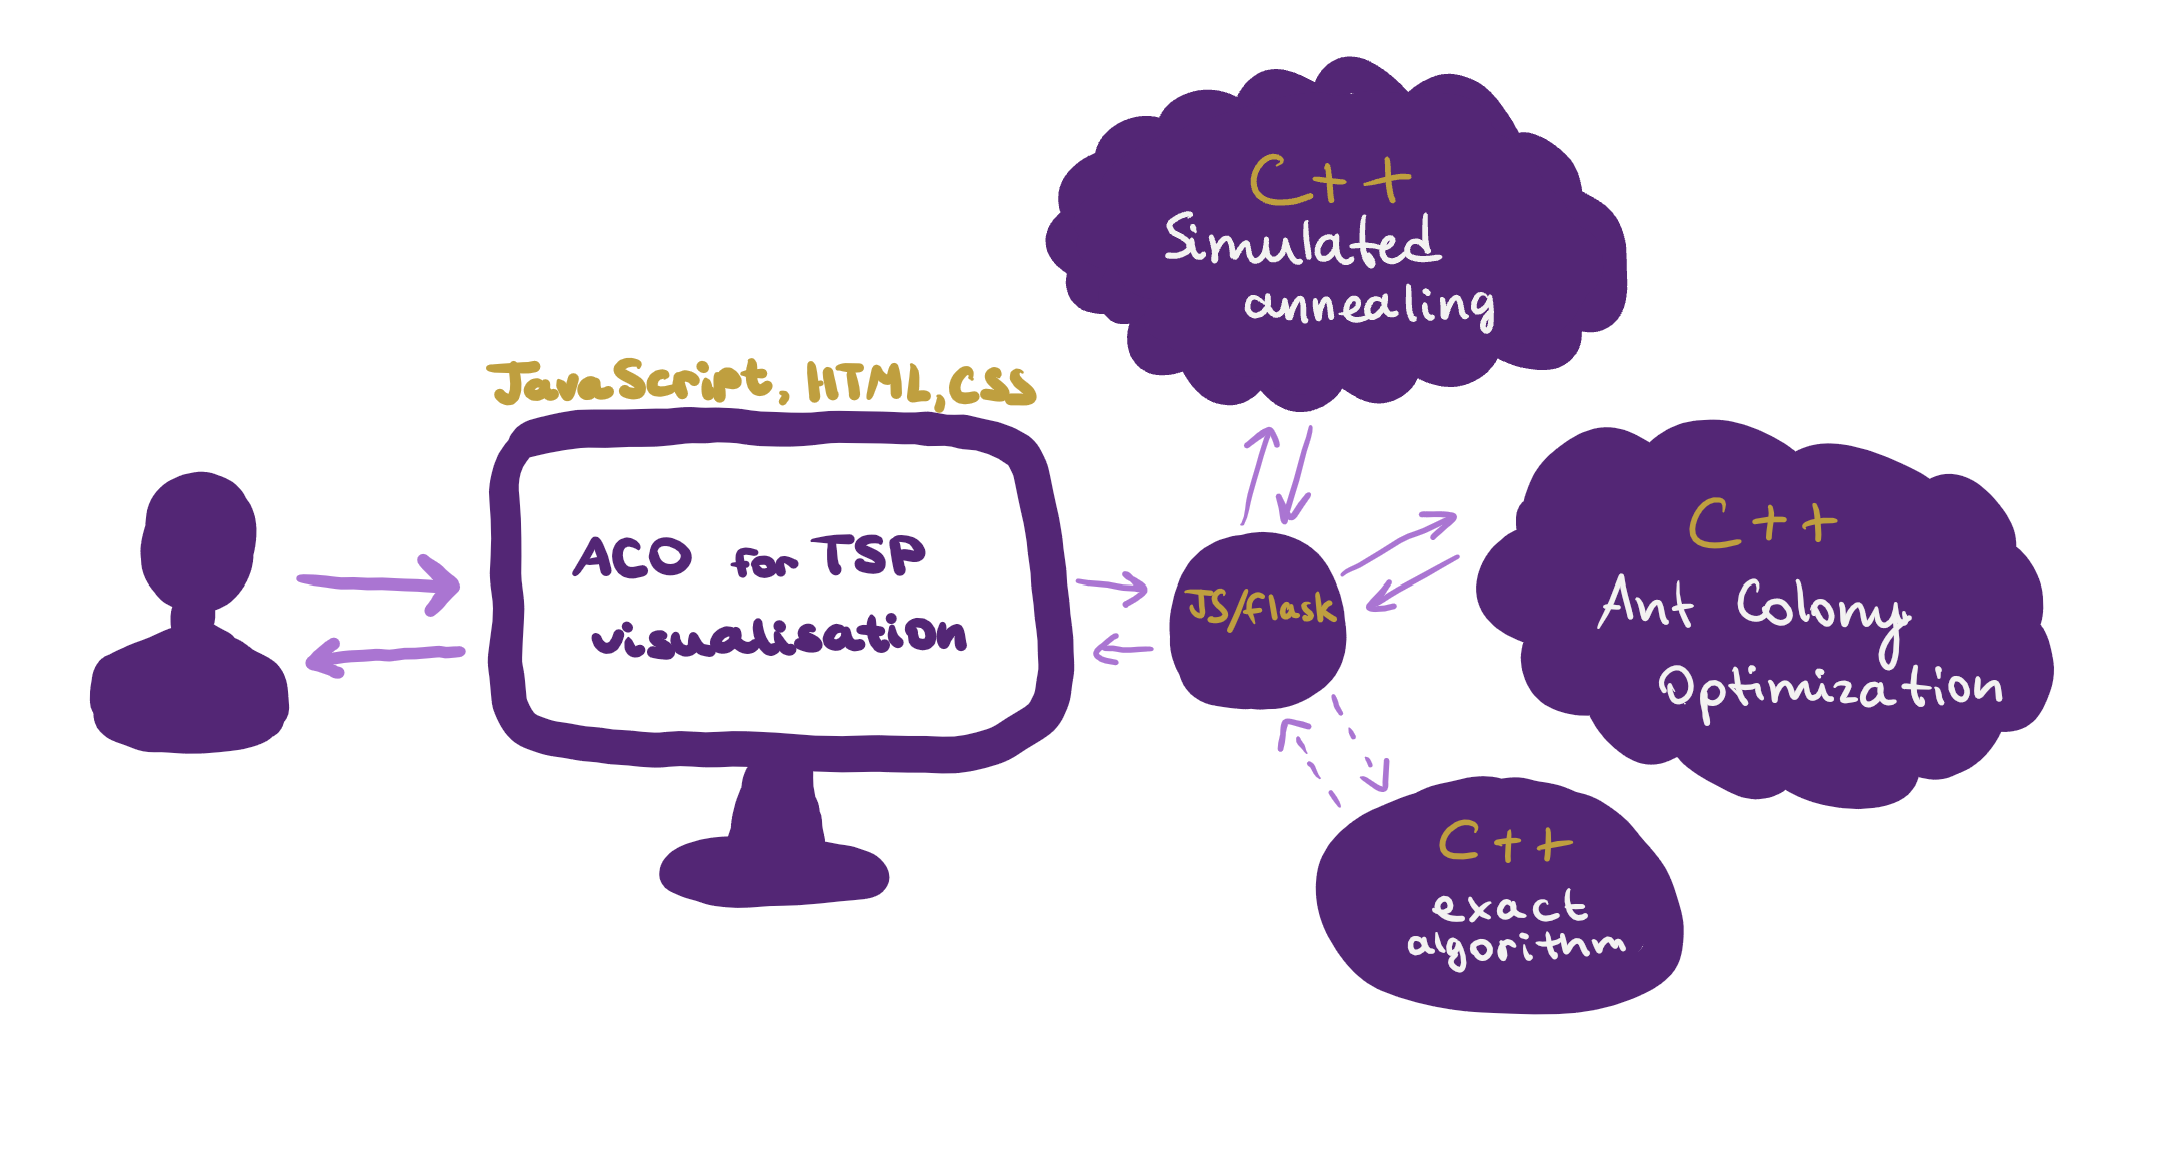 JavaScript, HTML, CSS
ACO for TSP
visualisation
JS/flask
C++
Simulated
annealing
C++
Ant Colony
Optimization
C++
exact
algorithm